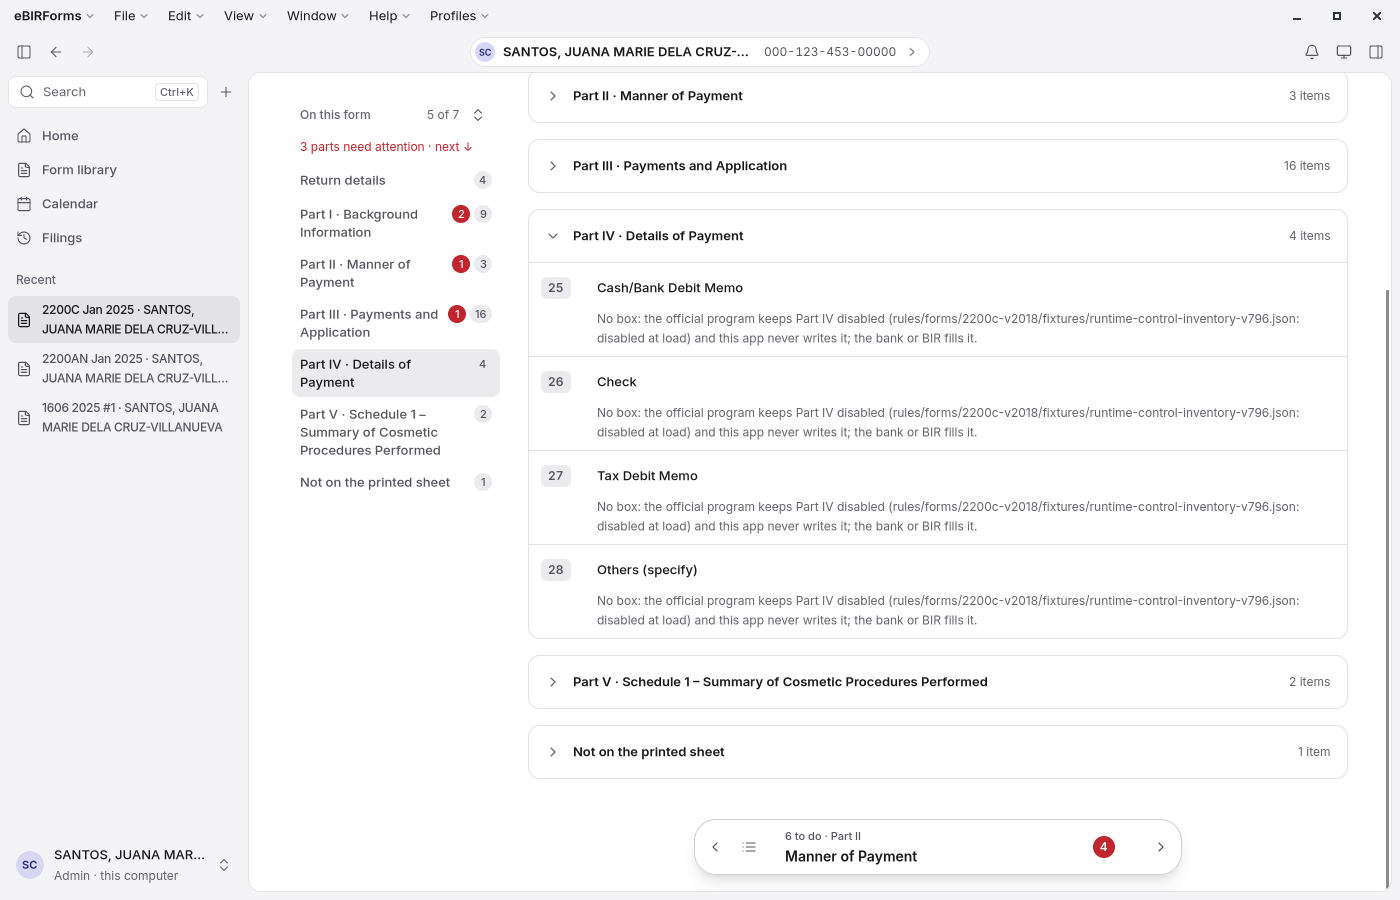 eBIRForms File Edit View Window Help Profiles
SC SANTOS, JUANA MARIE DELA CRUZ-... 000-123-453-00000
Search Ctrl+K
Home
Form library
Calendar
Filings
Recent
2200C Jan 2025 · SANTOS,
JUANA MARIE DELA CRUZ-VILL...
2200AN Jan 2025 · SANTOS,
JUANA MARIE DELA CRUZ-VILL...
1606 2025 #1 · SANTOS, JUANA
MARIE DELA CRUZ-VILLANUEVA
SC SANTOS, JUANA MAR...
Admin · this computer
On this form 5 of 7
3 parts need attention · next ↓
Return details 4
Part I · Background 2 9
Information
Part II · Manner of 1 3
Payment
Part III · Payments and 1 16
Application
Part IV · Details of 4
Payment
Part V · Schedule 1 – 2
Summary of Cosmetic
Procedures Performed
Not on the printed sheet 1
Part II · Manner of Payment 3 items
Part III · Payments and Application 16 items
Part IV · Details of Payment 4 items
25 Cash/Bank Debit Memo
No box: the official program keeps Part IV disabled (rules/forms/2200c-v2018/fixtures/runtime-control-inventory-v796.json:
disabled at load) and this app never writes it; the bank or BIR fills it.
26 Check
No box: the official program keeps Part IV disabled (rules/forms/2200c-v2018/fixtures/runtime-control-inventory-v796.json:
disabled at load) and this app never writes it; the bank or BIR fills it.
27 Tax Debit Memo
No box: the official program keeps Part IV disabled (rules/forms/2200c-v2018/fixtures/runtime-control-inventory-v796.json:
disabled at load) and this app never writes it; the bank or BIR fills it.
28 Others (specify)
No box: the official program keeps Part IV disabled (rules/forms/2200c-v2018/fixtures/runtime-control-inventory-v796.json:
disabled at load) and this app never writes it; the bank or BIR fills it.
Part V · Schedule 1 – Summary of Cosmetic Procedures Performed 2 items
Not on the printed sheet 1 item
6 to do · Part II
Manner of Payment 4